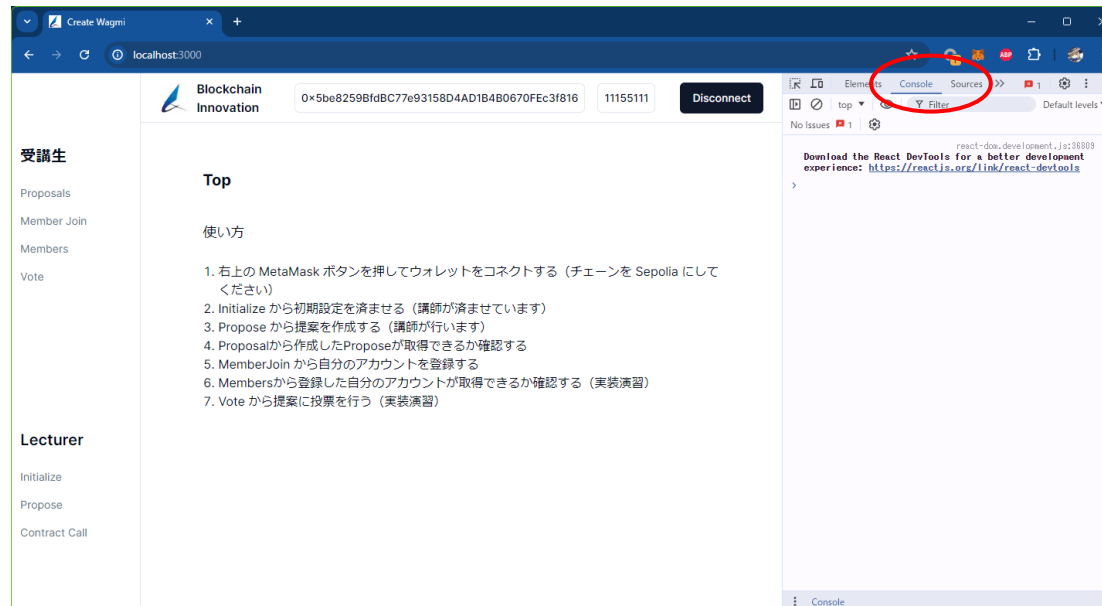 Create Wagmi
localhost:3000
Blockchain
Innovation
0×5be8259BfdBC77e93158D4AD1B4B0670FEc3f816
11155111
Disconnect
受講生
Proposals
Member Join
Members
Vote
Lecturer
Initialize
Propose
Contract Call
Top
使い方
1. 右上の MetaMask ボタンを押してウォレットをコネクトする（チェーンを Sepolia にして
ください）
2. Initialize から初期設定を済ませる（講師が済ませています）
3. Propose から提案を作成する（講師が行います）
4. Proposalから作成したProposeが取得できるか確認する
5. MemberJoin から自分のアカウントを登録する
6. Membersから登録した自分のアカウントが取得できるか確認する（実装演習）
7. Vote から提案に投票を行う（実装演習）
Elements Console Sources 1
top Filter Default levels
No Issues 1
react-dom.development.js:36809
Download the React DevTools for a better development
experience: https://reactjs.org/link/react-devtools
Console